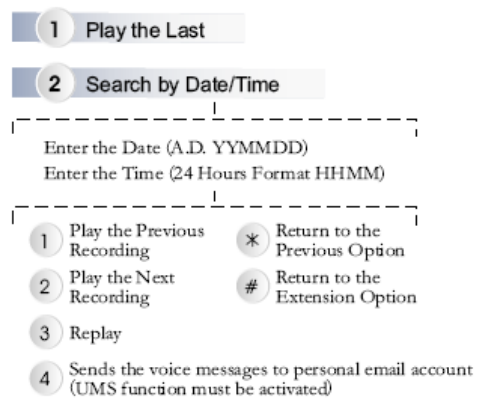 1 Play the Last
2 Search by Date/Time
Enter the Date (A.D. YYMMDD)
Enter the Time (24 Hours Format HHMM)
1 Play the Previous
Recording
* Return to the
Previous Option
2 Play the Next
Recording
# Return to the
Extension Option
3 Replay
4 Sends the voice messages to personal email account
(UMS function must be activated)